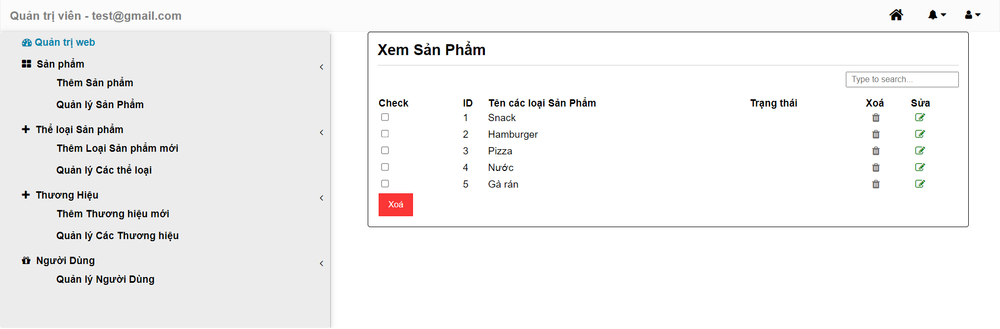 Quản trị viên - test@gmail.com
Quản trị web
Sản phẩm
Thêm Sản phẩm
Quản lý Sản Phẩm
Thể loại Sản phẩm
Thêm Loại Sản phẩm mới
Quản lý Các thể loại
Thương Hiệu
Thêm Thương hiệu mới
Quản lý Các Thương hiệu
Người Dùng
Quản lý Người Dùng
Xem Sản Phẩm
Type to search...
Check ID Tên các loại Sản Phẩm Trạng thái Xoá Sửa
1 Snack
2 Hamburger
3 Pizza
4 Nước
5 Gà rán
Xoá